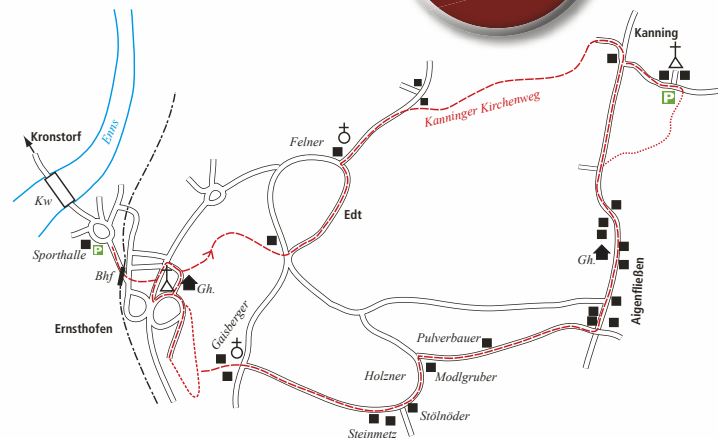 Kanning
P
Kanninger Kirchenweg
Enns
Kronstorf
Felner
Kw
Edt
Sporthalle
P
Bhf
Gh.
Gh.
Aigenfließen
Ernsthofen
Gaisberger
Pulverbauer
Holzner
Modlgruber
Stölnöder
Steinmetz